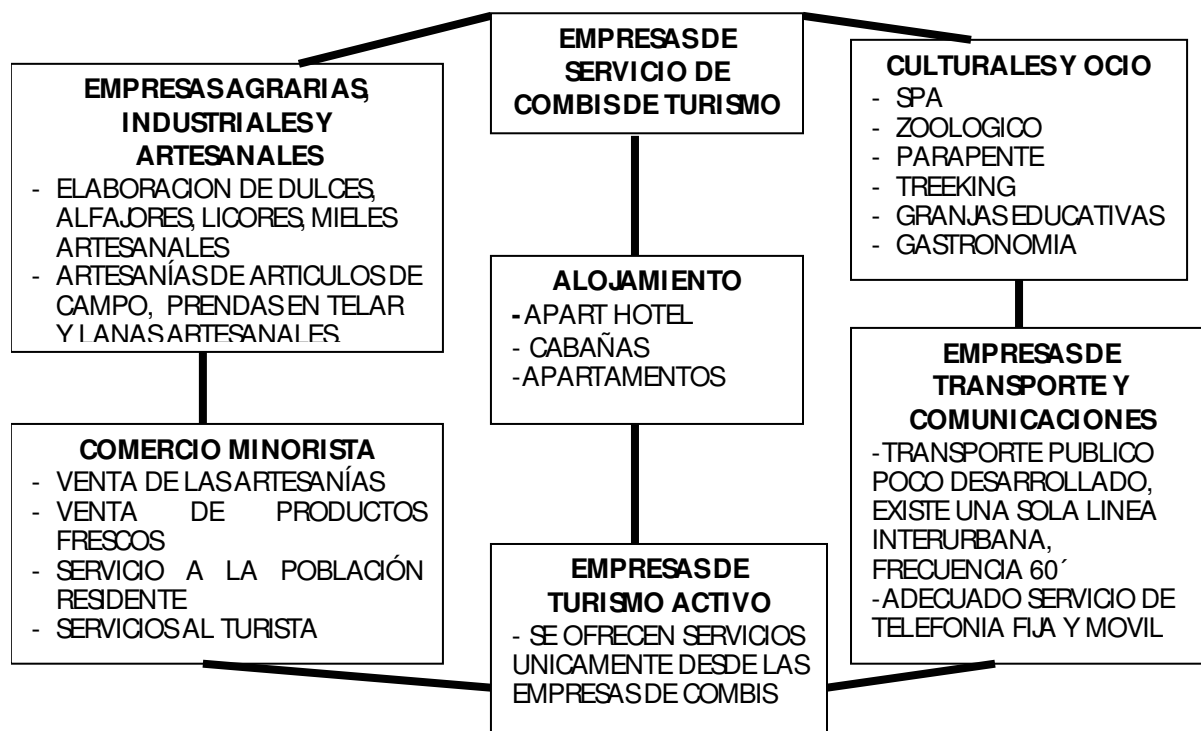 EMPRESAS DE
SERVICIO DE
COMBIS DE TURISMO
EMPRESAS AGRARIAS,
INDUSTRIALES Y
ARTESANALES
- ELABORACION DE DULCES,
ALFAJORES, LICORES, MIELES
ARTESANALES
- ARTESANÍAS DE ARTICULOS DE
CAMPO, PRENDAS EN TELAR
Y LANAS ARTESANALES.
CULTURALES Y OCIO
- SPA
- ZOOLOGICO
- PARAPENTE
- TREEKING
- GRANJAS EDUCATIVAS
- GASTRONOMIA
ALOJAMIENTO
- APART HOTEL
- CABAÑAS
-APARTAMENTOS
COMERCIO MINORISTA
- VENTA DE LAS ARTESANÍAS
- VENTA DE PRODUCTOS
FRESCOS
- SERVICIO A LA POBLACIÓN
RESIDENTE
- SERVICIOS AL TURISTA
EMPRESAS DE
TRANSPORTE Y
COMUNICACIONES
-TRANSPORTE PUBLICO
POCO DESARROLLADO,
EXISTE UNA SOLA LINEA
INTERURBANA,
FRECUENCIA 60´
-ADECUADO SERVICIO DE
TELEFONIA FIJA Y MOVIL
EMPRESAS DE
TURISMO ACTIVO
- SE OFRECEN SERVICIOS
UNICAMENTE DESDE LAS
EMPRESAS DE COMBIS